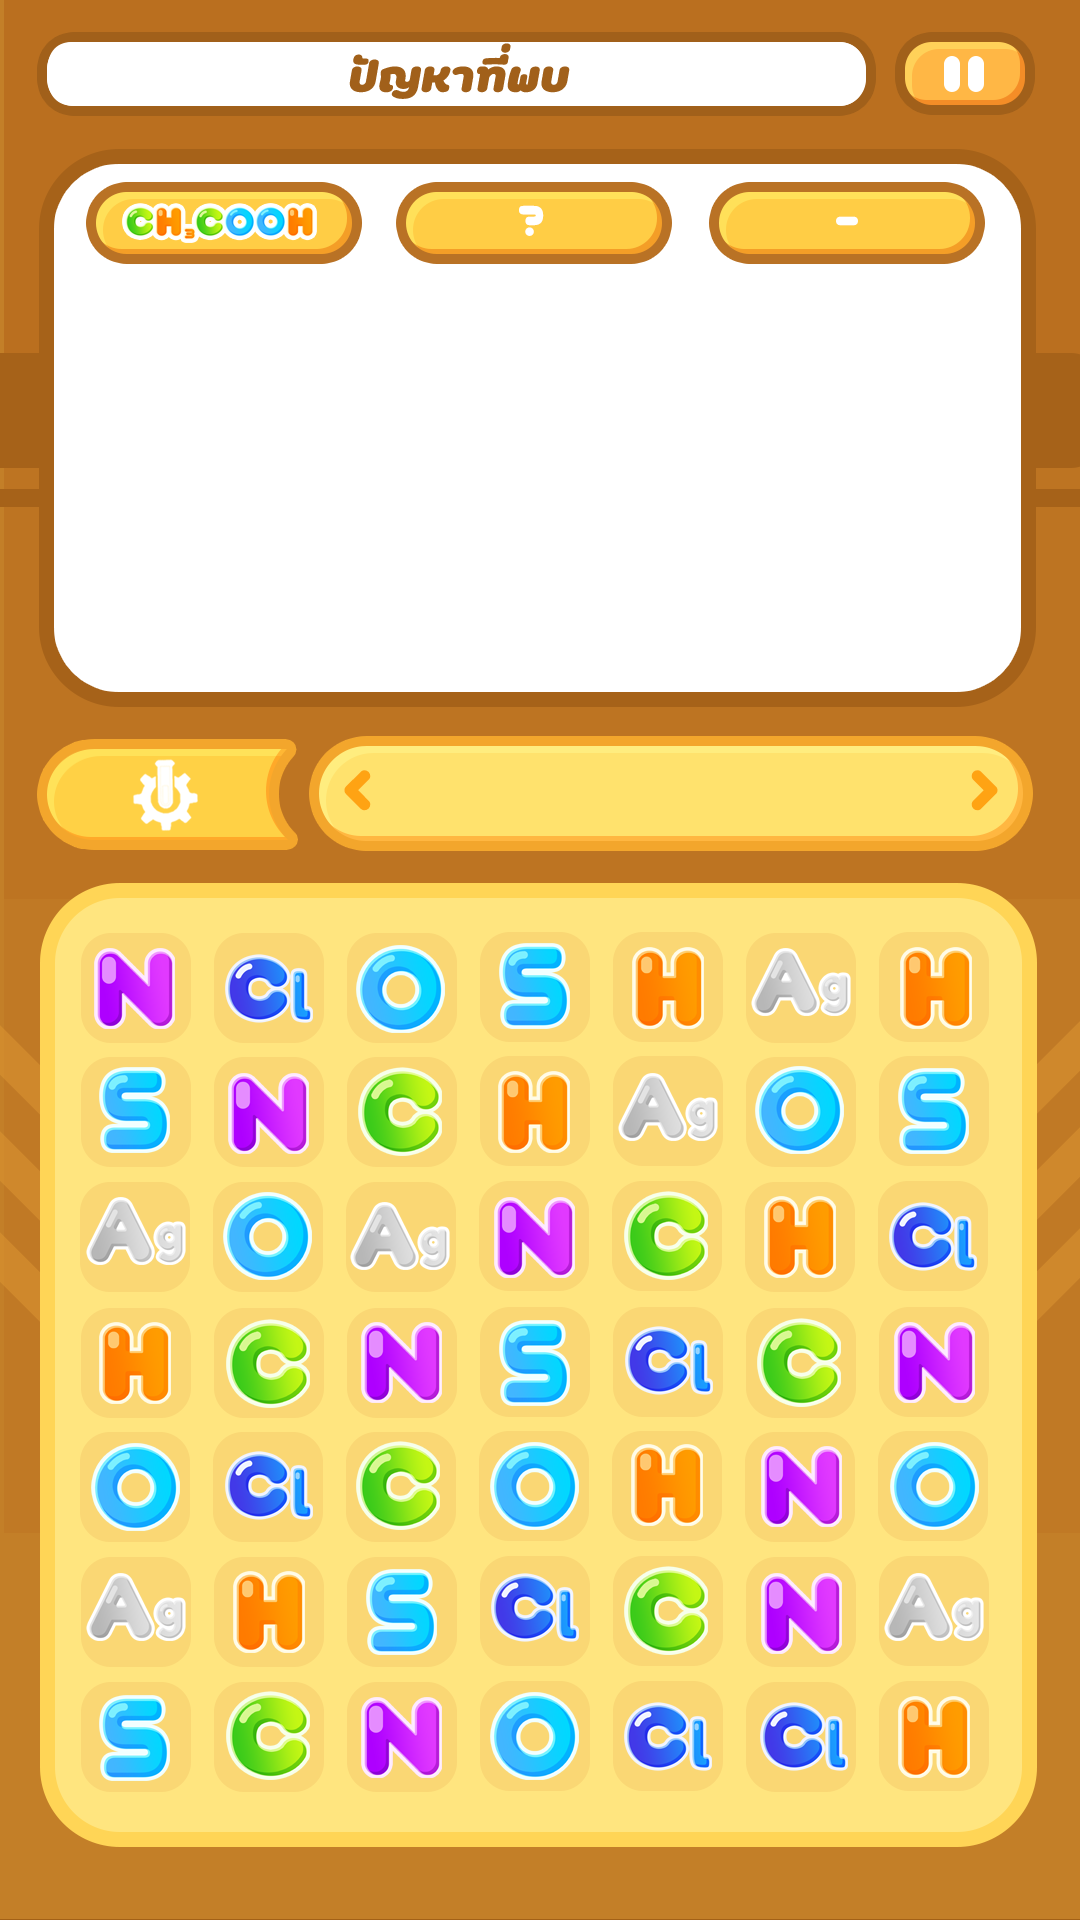 ปัญหาที่พบ
CH₃COOH ? -
N Cl O S H Ag H
S N C H Ag O S
Ag O Ag N C H Cl
H C N S Cl C N
O Cl C O H N O
Ag H S Cl C N Ag
S C N O Cl Cl H